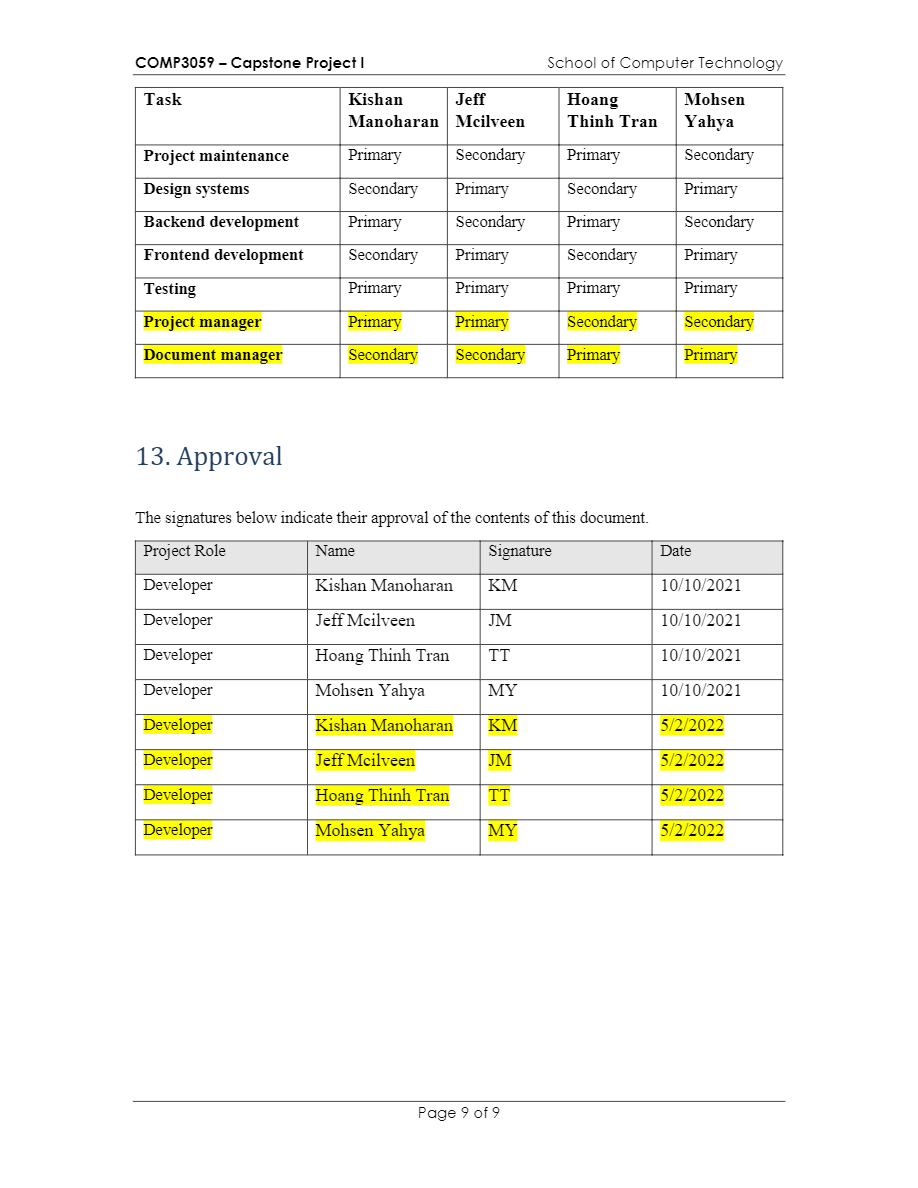 COMP3059 – Capstone Project I School of Computer Technology
Task Kishan Manoharan Jeff Mcilveen Hoang Thinh Tran Mohsen Yahya
Project maintenance Primary Secondary Primary Secondary
Design systems Secondary Primary Secondary Primary
Backend development Primary Secondary Primary Secondary
Frontend development Secondary Primary Secondary Primary
Testing Primary Primary Primary Primary
Project manager Primary Primary Secondary Secondary
Document manager Secondary Secondary Primary Primary
13. Approval
The signatures below indicate their approval of the contents of this document.
Project Role Name Signature Date
Developer Kishan Manoharan KM 10/10/2021
Developer Jeff Mcilveen JM 10/10/2021
Developer Hoang Thinh Tran TT 10/10/2021
Developer Mohsen Yahya MY 10/10/2021
Developer Kishan Manoharan KM 5/2/2022
Developer Jeff Mcilveen JM 5/2/2022
Developer Hoang Thinh Tran TT 5/2/2022
Developer Mohsen Yahya MY 5/2/2022
Page 9 of 9